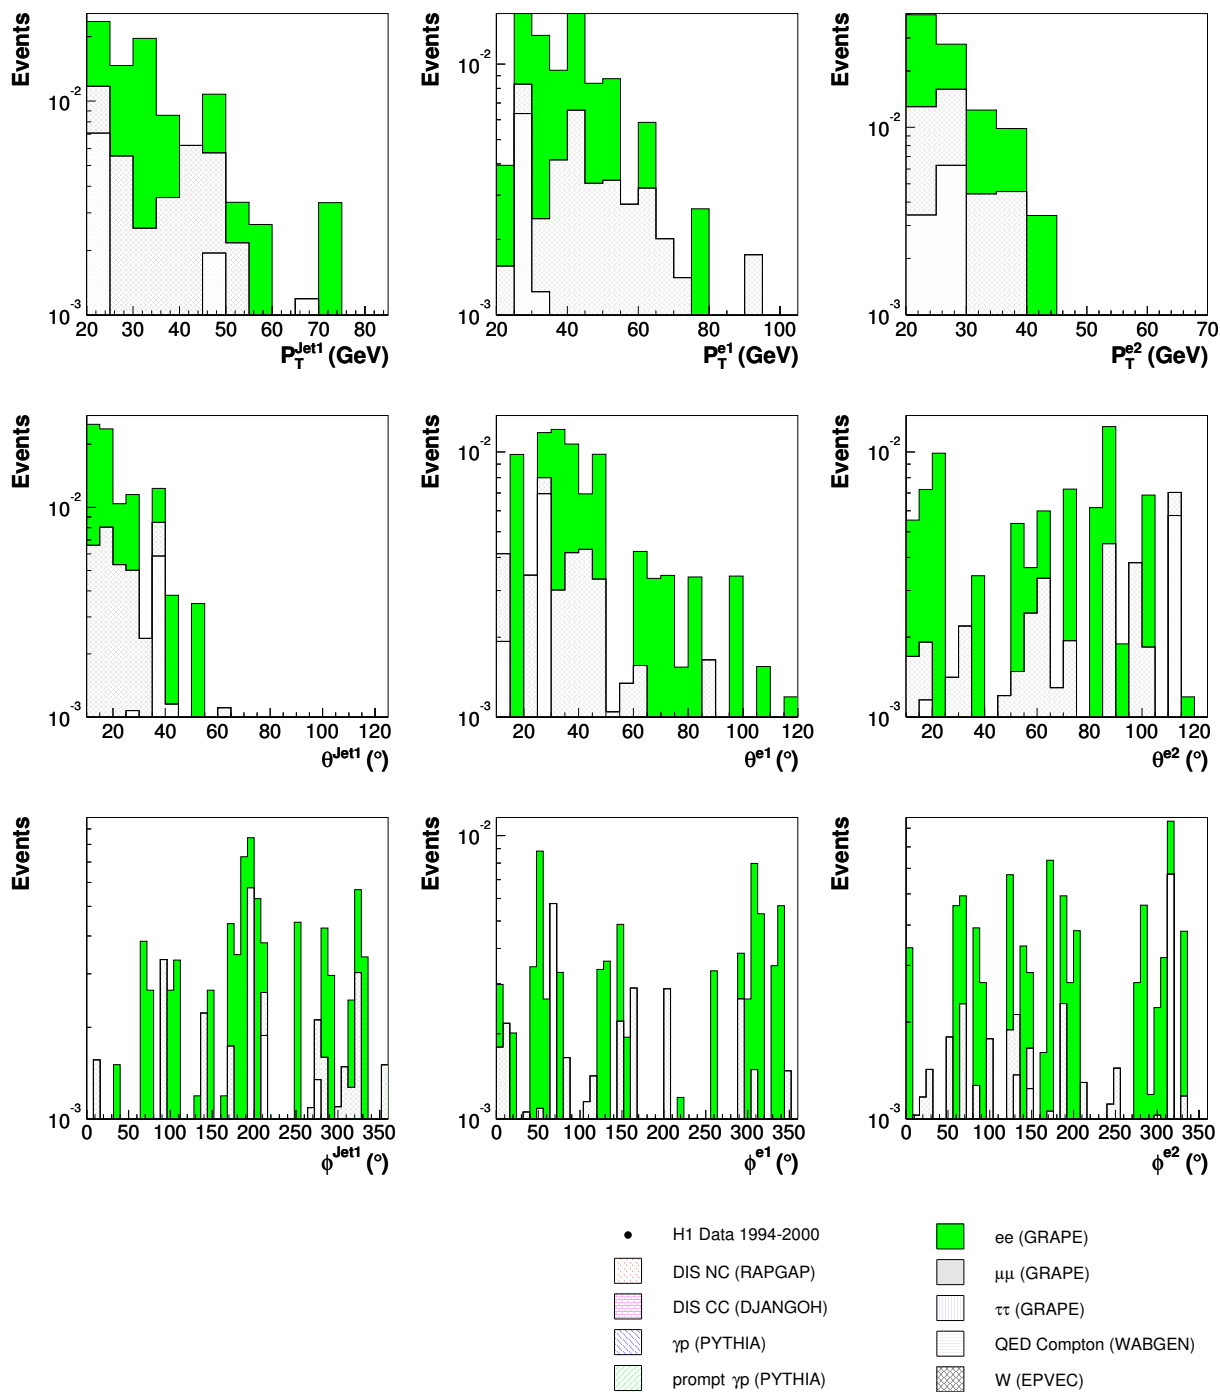 Events
10⁻²
10⁻³
20 30 40 50 60 70 80
P_T^Jet1 (GeV)
Events
10⁻²
10⁻³
20 40 60 80 100
P_T^e1 (GeV)
Events
10⁻²
10⁻³
20 30 40 50 60 70
P_T^e2 (GeV)
Events
10⁻²
10⁻³
20 40 60 80 100 120
θ^Jet1 (°)
Events
10⁻²
10⁻³
20 40 60 80 100 120
θ^e1 (°)
Events
10⁻²
10⁻³
20 40 60 80 100 120
θ^e2 (°)
Events
10⁻³
0 50 100 150 200 250 300 350
ϕ^Jet1 (°)
Events
10⁻²
10⁻³
0 50 100 150 200 250 300 350
ϕ^e1 (°)
Events
10⁻³
0 50 100 150 200 250 300 350
ϕ^e2 (°)
H1 Data 1994-2000
DIS NC (RAPGAP)
DIS CC (DJANGOH)
γp (PYTHIA)
prompt γp (PYTHIA)
ee (GRAPE)
μμ (GRAPE)
ττ (GRAPE)
QED Compton (WABGEN)
W (EPVEC)